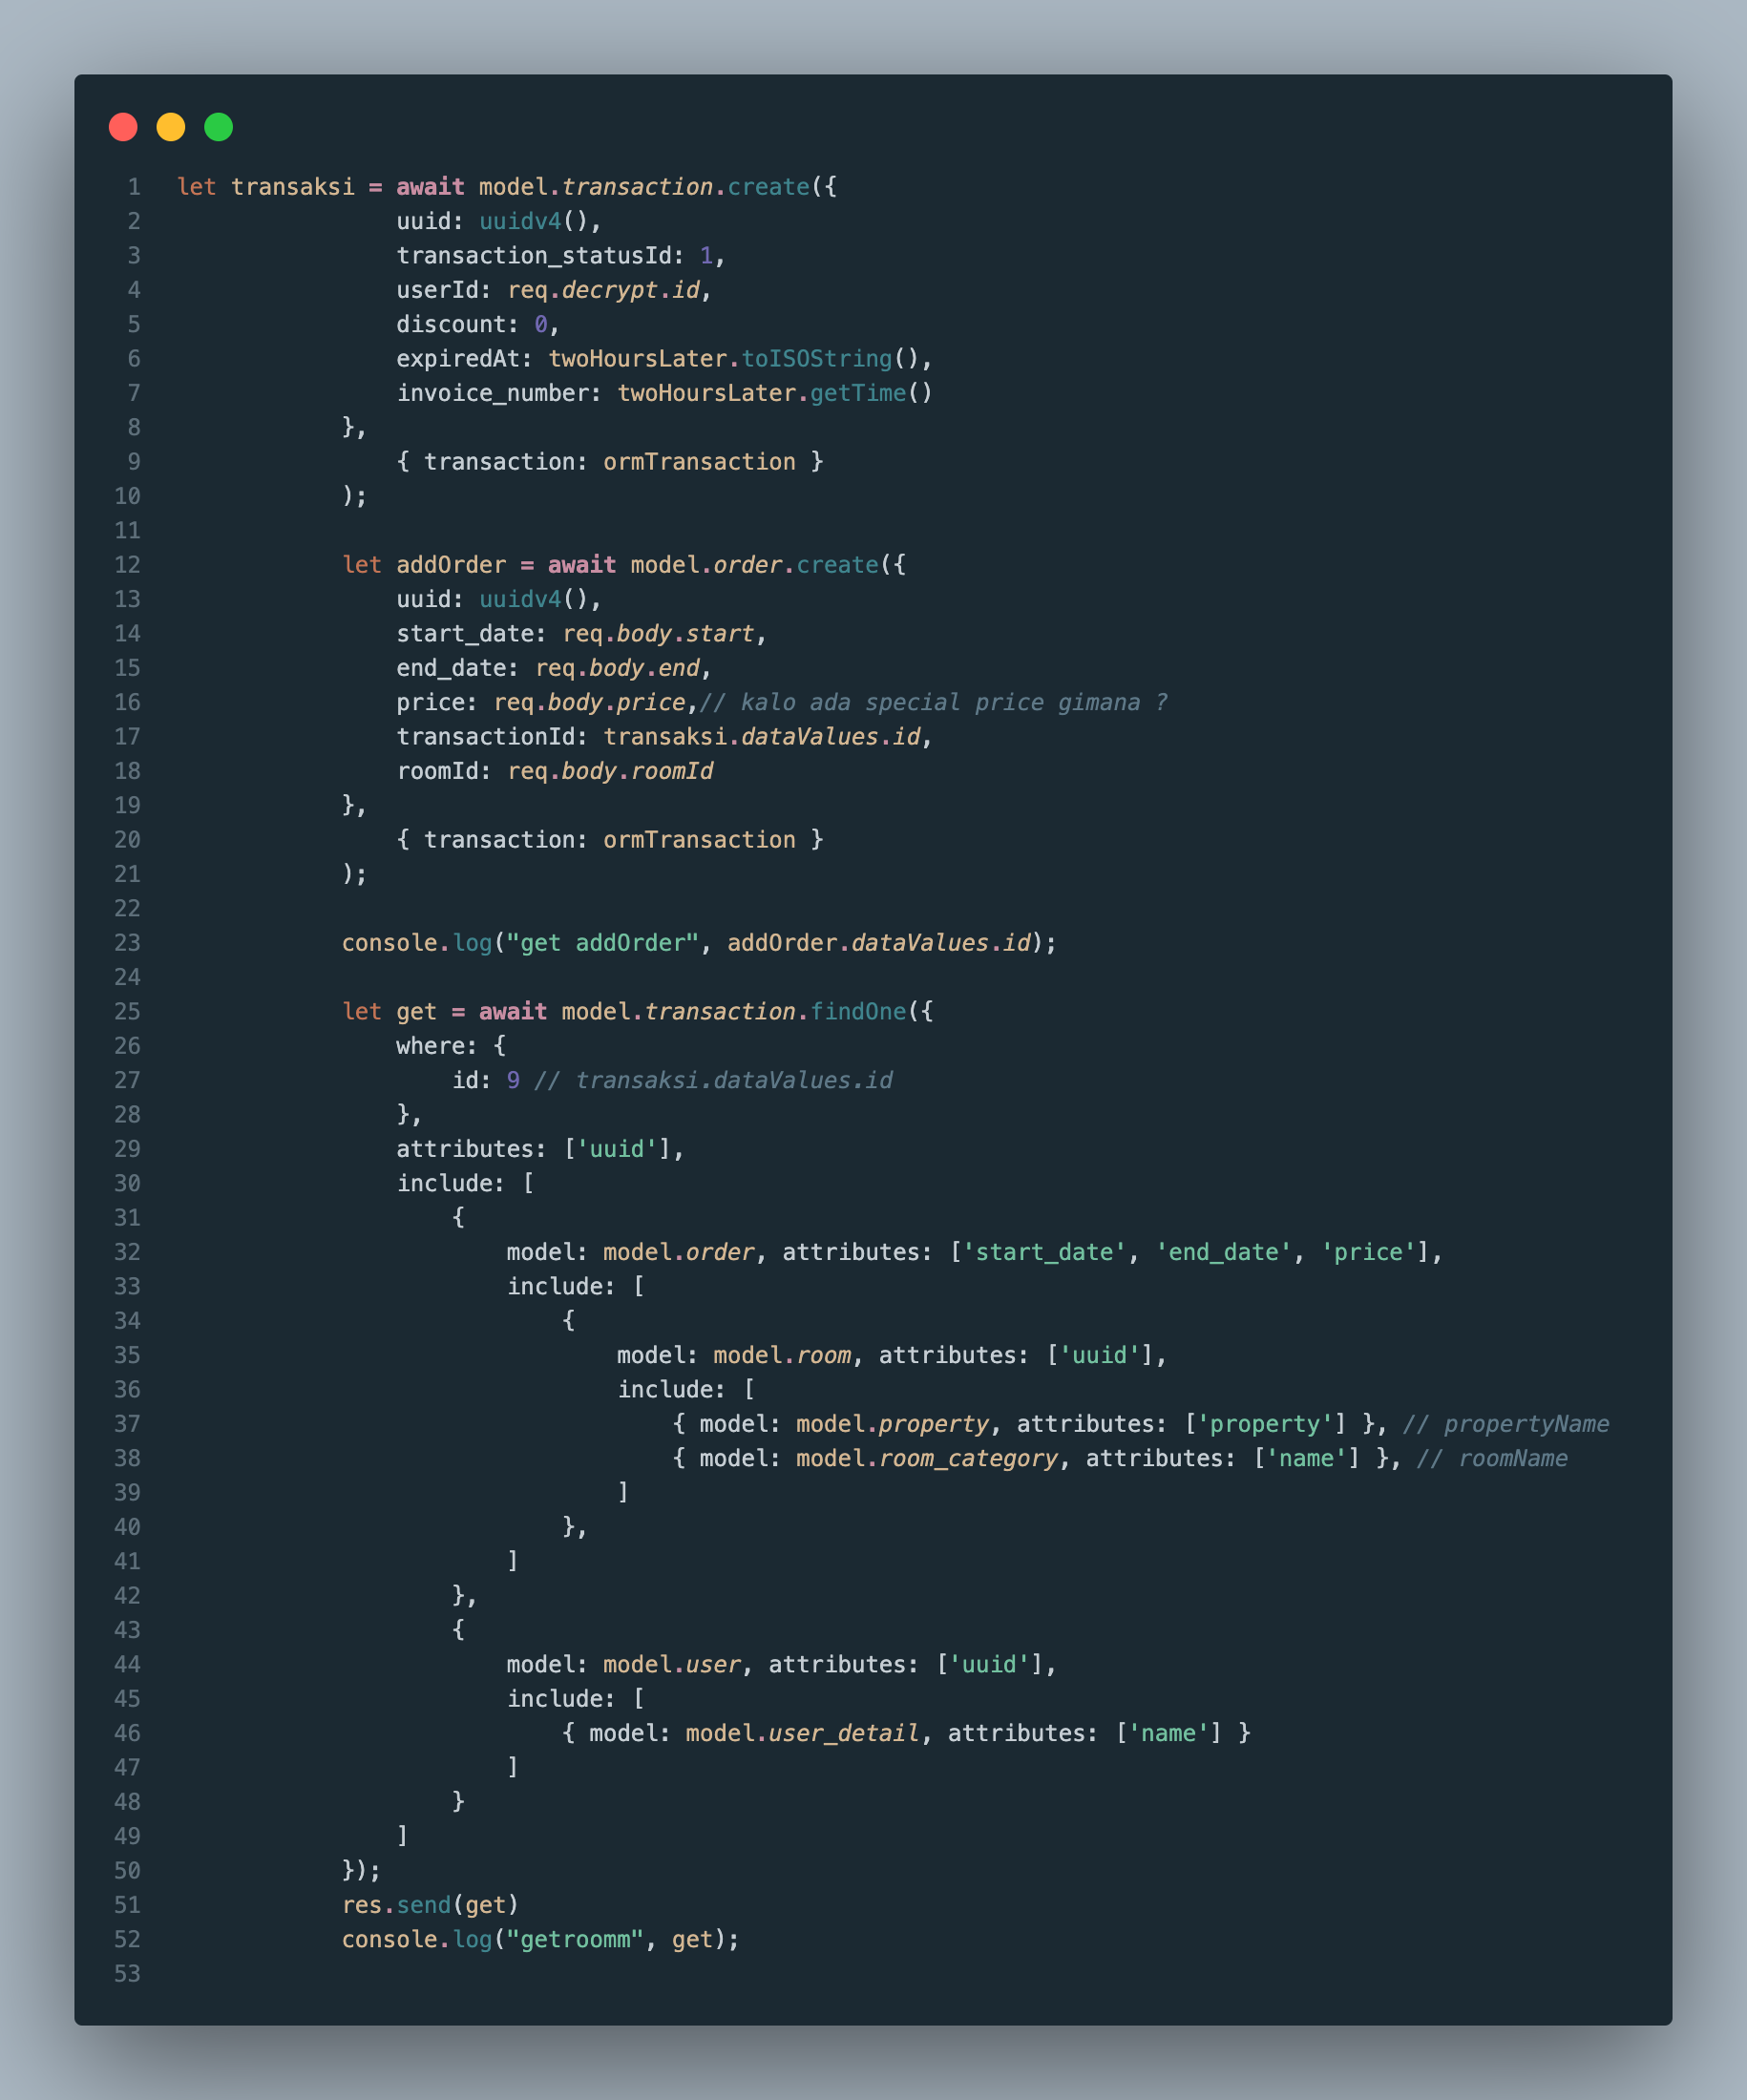 1 let transaksi = await model.transaction.create({
2 uuid: uuidv4(),
3 transaction_statusId: 1,
4 userId: req.decrypt.id,
5 discount: 0,
6 expiredAt: twoHoursLater.toISOString(),
7 invoice_number: twoHoursLater.getTime()
8 },
9 { transaction: ormTransaction }
10 );
11
12 let addOrder = await model.order.create({
13 uuid: uuidv4(),
14 start_date: req.body.start,
15 end_date: req.body.end,
16 price: req.body.price,// kalo ada special price gimana ?
17 transactionId: transaksi.dataValues.id,
18 roomId: req.body.roomId
19 },
20 { transaction: ormTransaction }
21 );
22
23 console.log("get addOrder", addOrder.dataValues.id);
24
25 let get = await model.transaction.findOne({
26 where: {
27 id: 9 // transaksi.dataValues.id
28 },
29 attributes: ['uuid'],
30 include: [
31 {
32 model: model.order, attributes: ['start_date', 'end_date', 'price'],
33 include: [
34 {
35 model: model.room, attributes: ['uuid'],
36 include: [
37 { model: model.property, attributes: ['property'] }, // propertyName
38 { model: model.room_category, attributes: ['name'] }, // roomName
39 ]
40 },
41 ]
42 },
43 {
44 model: model.user, attributes: ['uuid'],
45 include: [
46 { model: model.user_detail, attributes: ['name'] }
47 ]
48 }
49 ]
50 });
51 res.send(get)
52 console.log("getroomm", get);
53